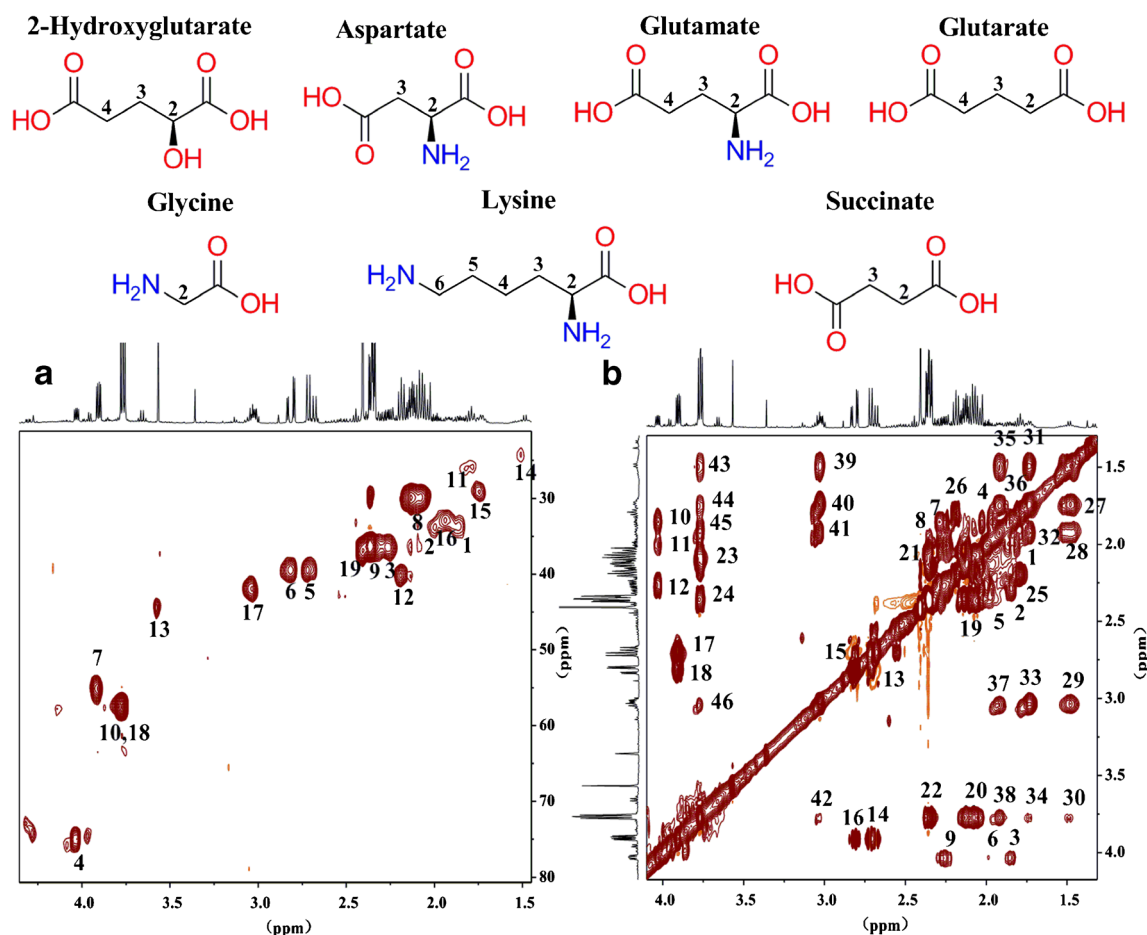 2-Hydroxyglutarate
Aspartate
Glutamate
Glutarate
O
O
3
HO
4
2
OH
OH
O
3
HO
2
OH
O
NH2
O
O
3
HO
4
2
OH
NH2
O
O
3
HO
4
2
OH
Glycine
Lysine
Succinate
O
H2N
2
OH
H2N
6
5
4
3
2
O
OH
NH2
O
HO
3
2
OH
O
a
b
14
11
15
8
2
16
1
19
9
3
6
5
12
17
13
7
10,18
4
30
40
50
60
70
80
(ppm)
4.0
3.5
3.0
2.5
2.0
1.5
(ppm)
35
31
43
39
44
26
4
36
27
10
45
40
7
8
11
41
32
28
21
23
1
12
24
25
19
5
2
17
15
18
13
46
37
33
29
42
22
20
38
34
30
16
14
9
6
3
1.5
2.0
2.5
3.0
3.5
4.0
(ppm)
4.0
3.5
3.0
2.5
2.0
1.5
(ppm)